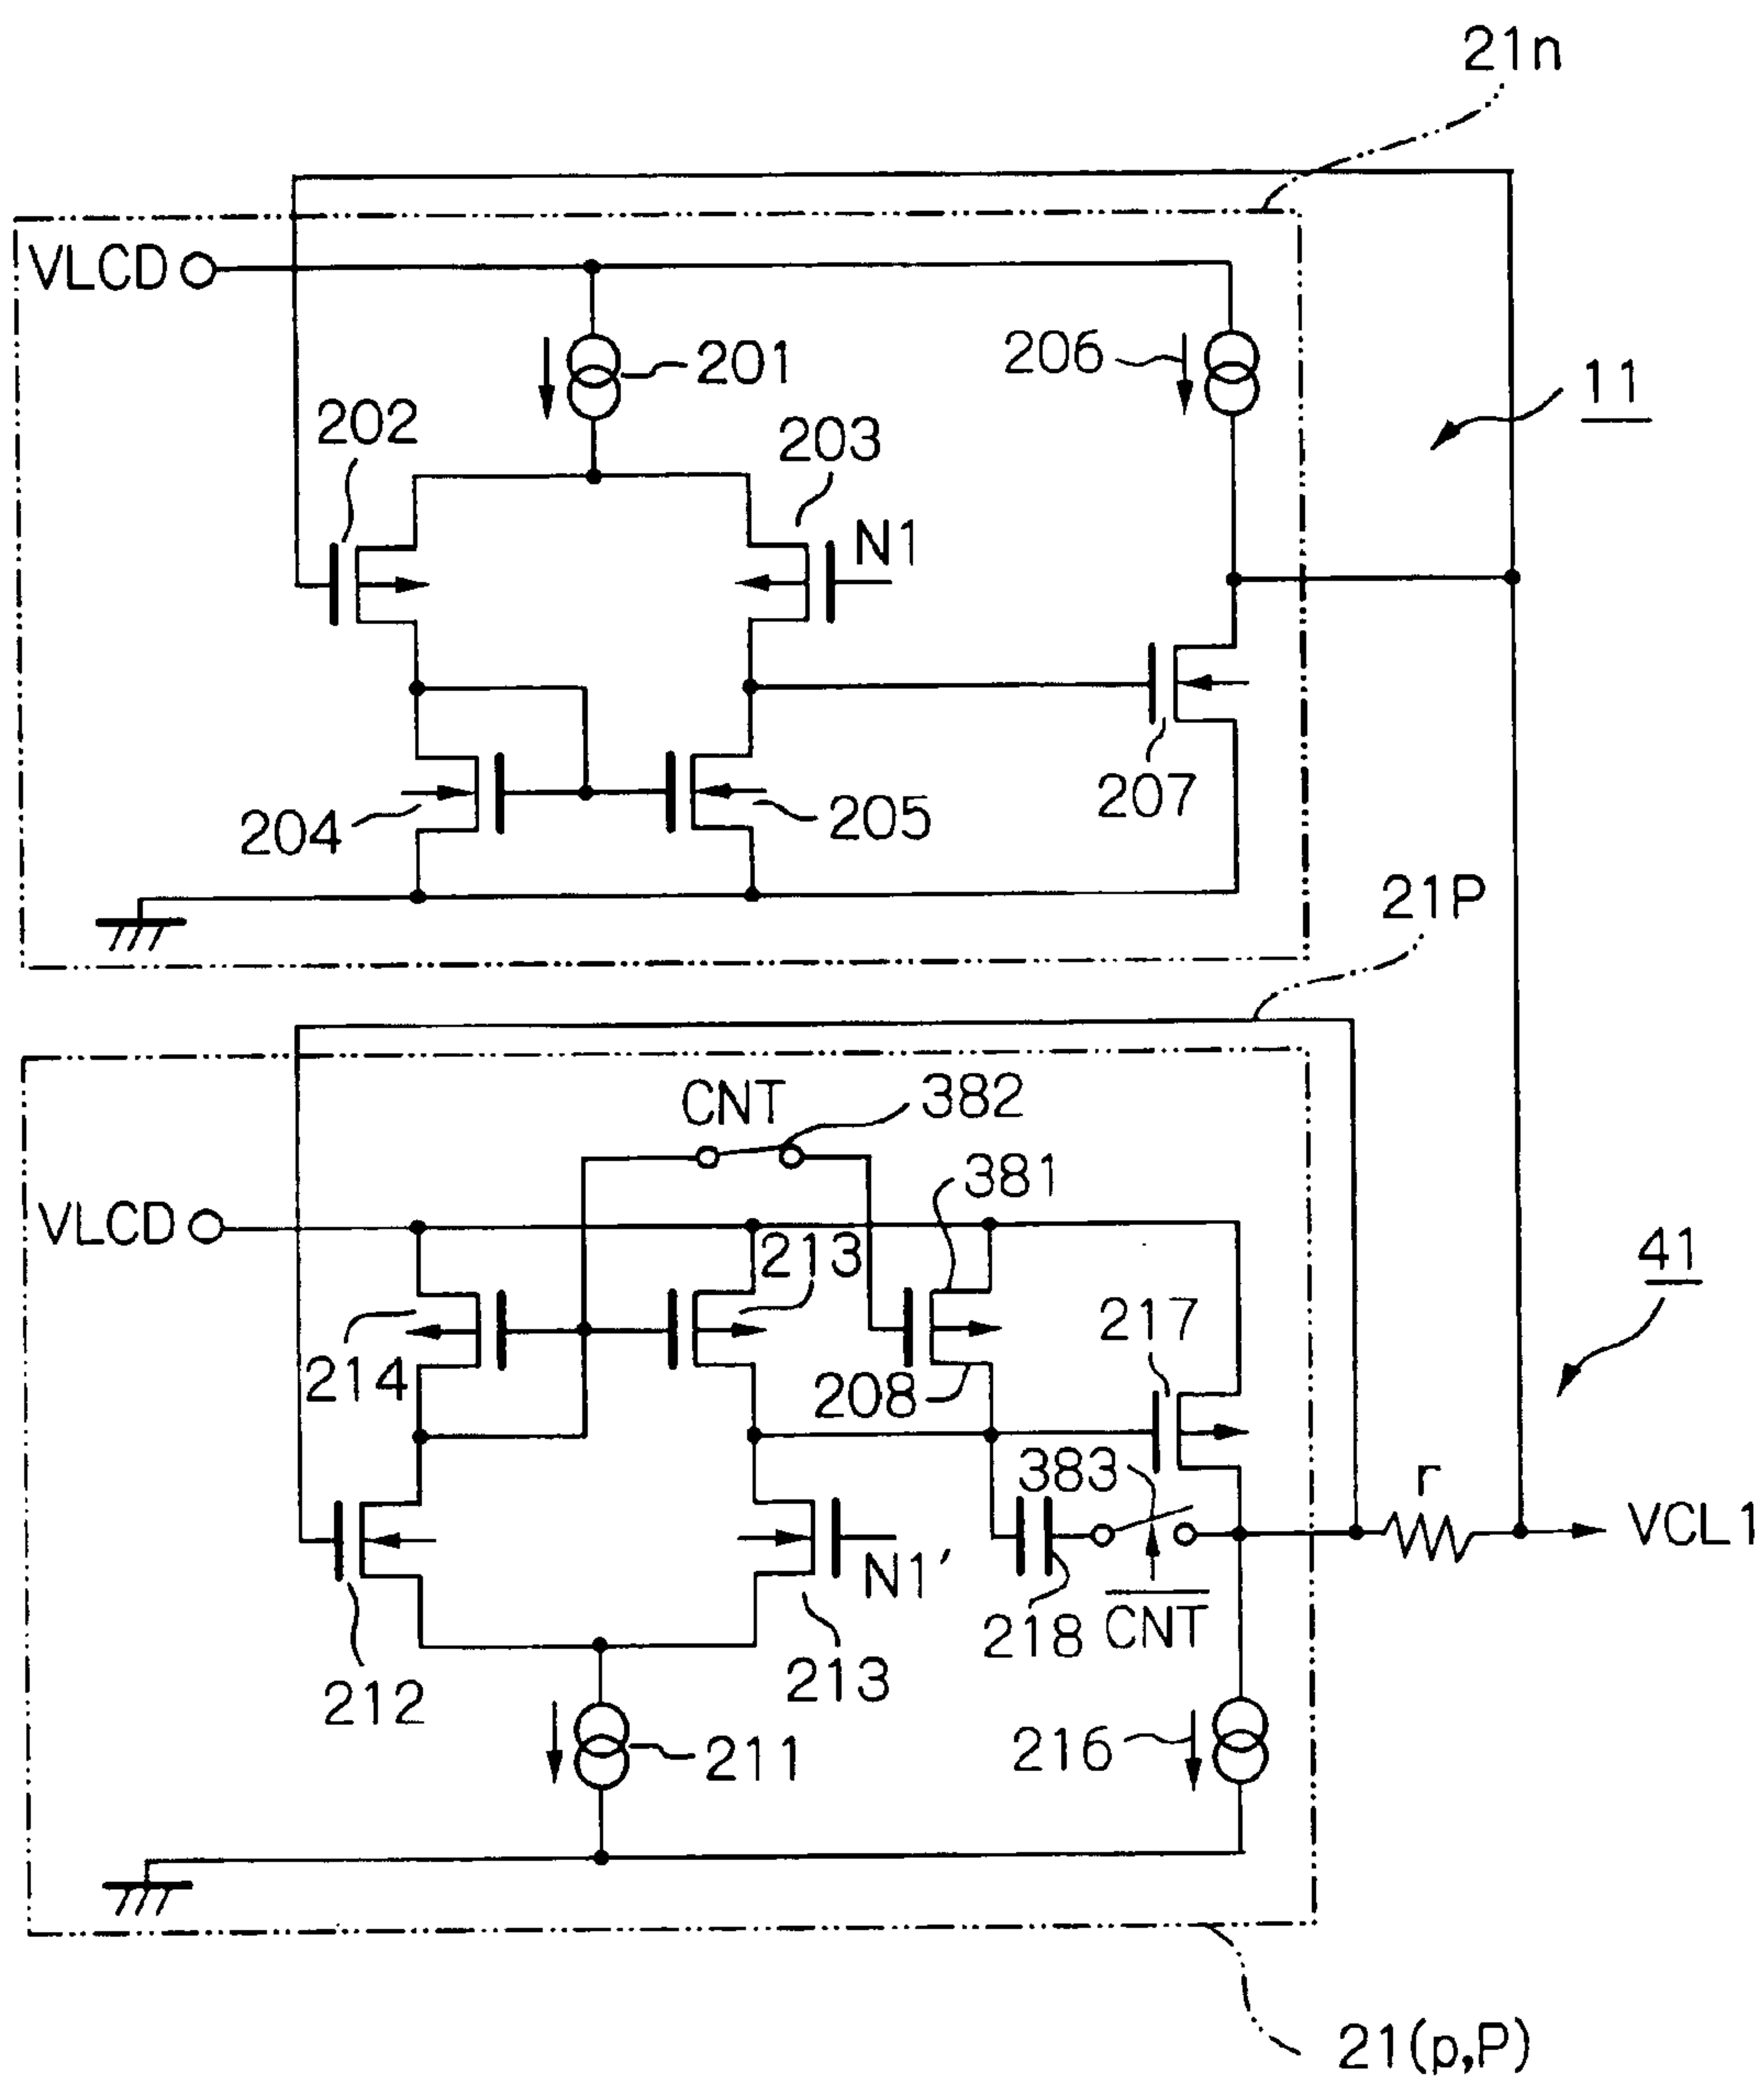 21n
VLCD
201
206
11
202
203
N1
204
205
207
21P
CNT
382
VLCD
381
213
41
214
208
217
383
r
VCL1
N1′
218
C̅N̅T̅
212
213
211
216
21(p,P)